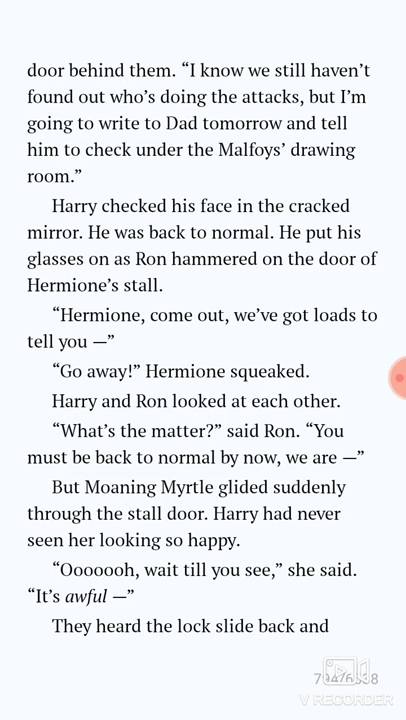 door behind them. “I know we still haven’t
found out who’s doing the attacks, but I’m
going to write to Dad tomorrow and tell
him to check under the Malfoys’ drawing
room.”
Harry checked his face in the cracked
mirror. He was back to normal. He put his
glasses on as Ron hammered on the door of
Hermione’s stall.
“Hermione, come out, we’ve got loads to
tell you —”
“Go away!” Hermione squeaked.
Harry and Ron looked at each other.
“What’s the matter?” said Ron. “You
must be back to normal by now, we are —”
But Moaning Myrtle glided suddenly
through the stall door. Harry had never
seen her looking so happy.
“Ooooooh, wait till you see,” she said.
“It’s awful —”
They heard the lock slide back and
V RECORDER